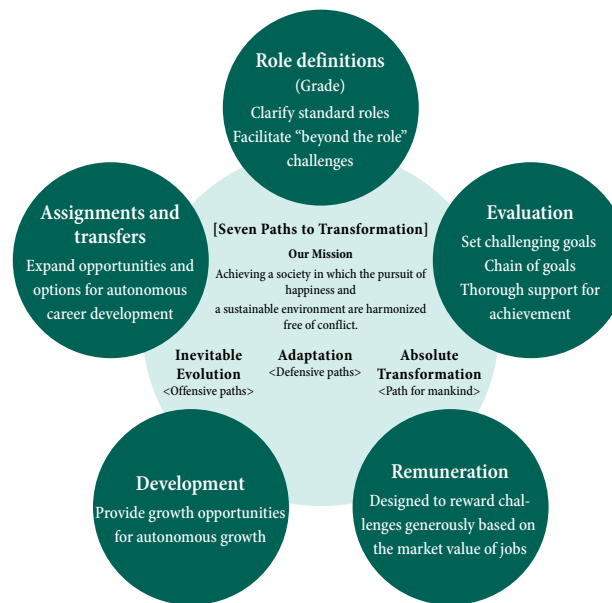 Role definitions
(Grade)
Clarify standard roles
Facilitate “beyond the role”
challenges
Assignments and
transfers
Expand opportunities and
options for autonomous
career development
[Seven Paths to Transformation]
Our Mission
Achieving a society in which the pursuit of
happiness and
a sustainable environment are harmonized
free of conflict.
Inevitable
Evolution
<Offensive paths>
Adaptation
<Defensive paths>
Absolute
Transformation
<Path for mankind>
Evaluation
Set challenging goals
Chain of goals
Thorough support for
achievement
Development
Provide growth opportunities
for autonomous growth
Remuneration
Designed to reward chal-
lenges generously based on
the market value of jobs